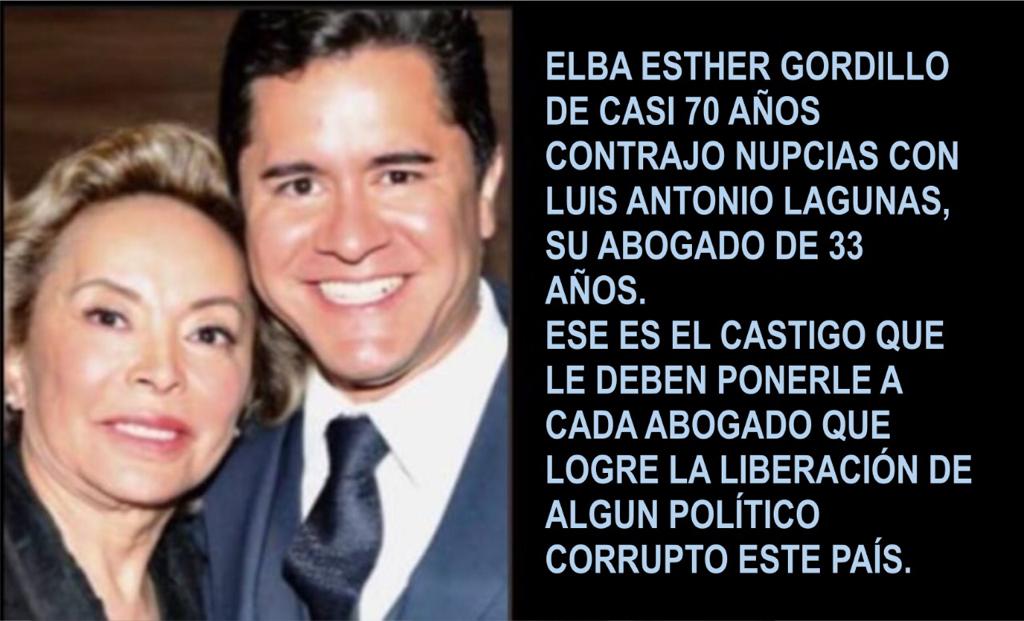 ELBA ESTHER GORDILLO
DE CASI 70 AÑOS
CONTRAJO NUPCIAS CON
LUIS ANTONIO LAGUNAS,
SU ABOGADO DE 33
AÑOS.
ESE ES EL CASTIGO QUE
LE DEBEN PONERLE A
CADA ABOGADO QUE
LOGRE LA LIBERACIÓN DE
ALGUN POLÍTICO
CORRUPTO ESTE PAÍS.